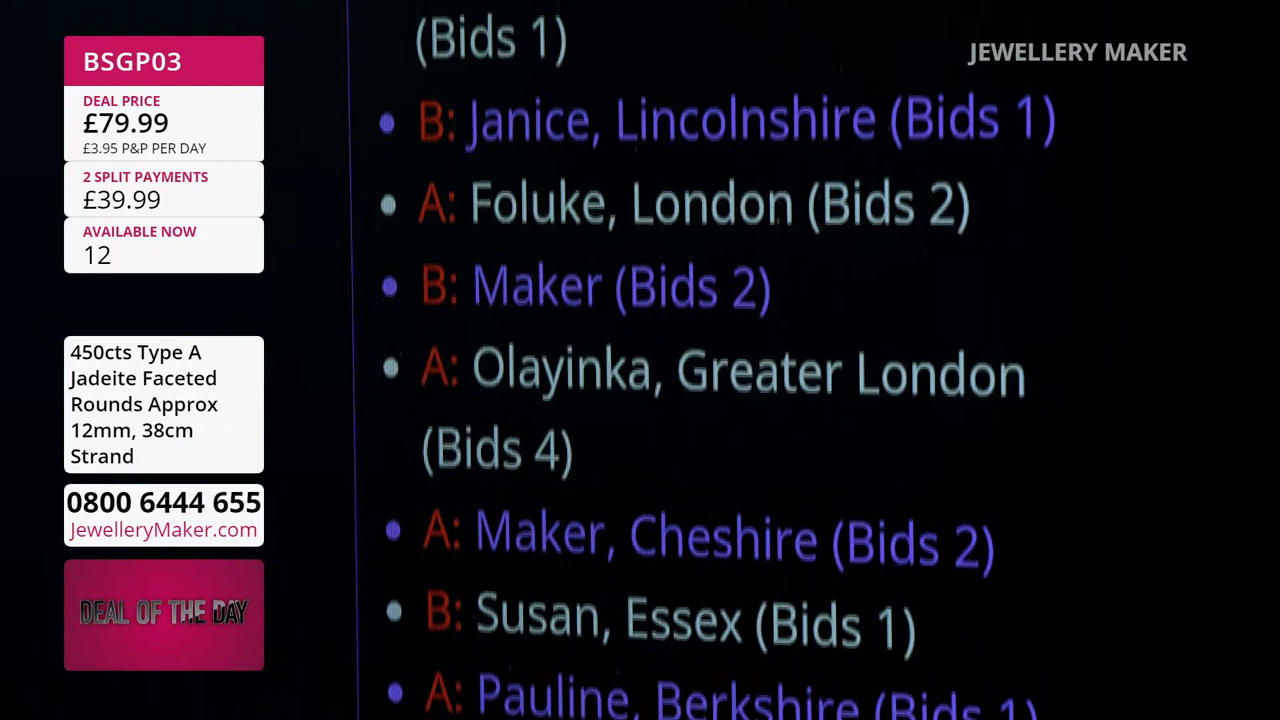 BSGP03
DEAL PRICE
£79.99
£3.95 P&P PER DAY
2 SPLIT PAYMENTS
£39.99
AVAILABLE NOW
12
450cts Type A
Jadeite Faceted
Rounds Approx
12mm, 38cm
Strand
0800 6444 655
JewelleryMaker.com
DEAL OF THE DAY
JEWELLERY MAKER
(Bids 1)
• B: Janice, Lincolnshire (Bids 1)
• A: Foluke, London (Bids 2)
• B: Maker (Bids 2)
• A: Olayinka, Greater London
(Bids 4)
• A: Maker, Cheshire (Bids 2)
• B: Susan, Essex (Bids 1)
• A: Pauline, Berkshire (Bids 1)